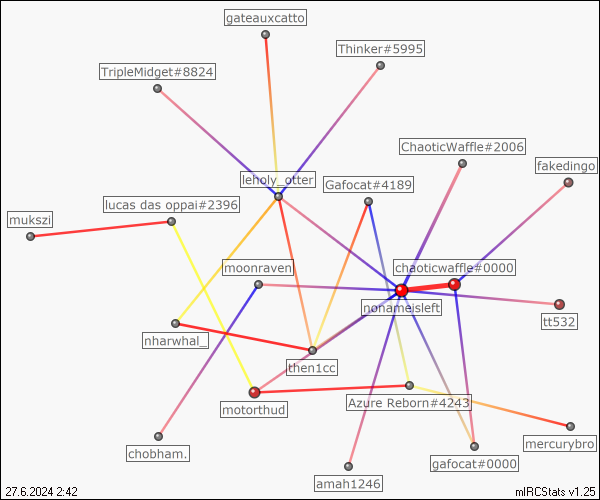 gateauxcatto
Thinker#5995
TripleMidget#8824
ChaoticWaffle#2006
fakedingo
leholy_otter
Gafocat#4189
lucas das oppai#2396
mukszi
moonraven
chaoticwaffle#0000
nonameisleft
tt532
nharwhal_
then1cc
Azure Reborn#4243
motorthud
mercurybro
chobham.
gafocat#0000
amah1246
27.6.2024 2:42
mIRCStats v1.25